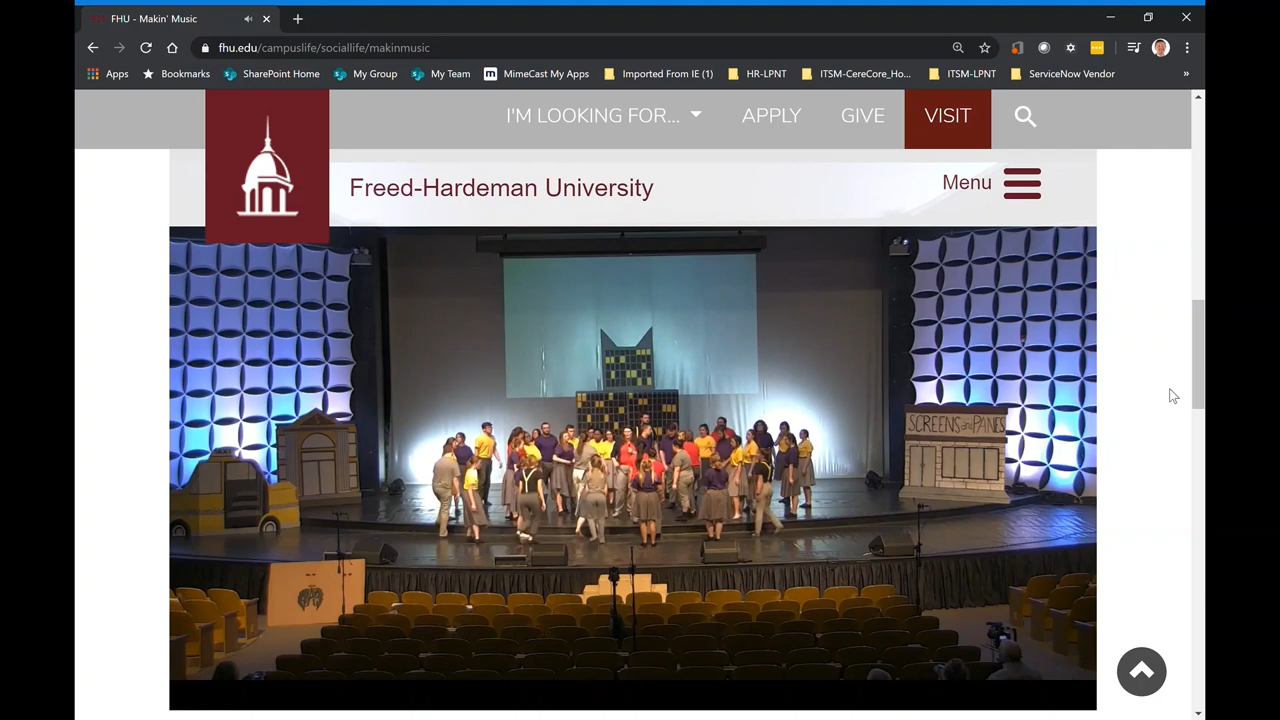 FHU - Makin' Music
fhu.edu/campuslife/sociallife/makinmusic
Apps Bookmarks SharePoint Home My Group My Team MimeCast My Apps Imported From IE (1) HR-LPNT ITSM-CereCore_Ho... ITSM-LPNT ServiceNow Vendor »
I'M LOOKING FOR... APPLY GIVE VISIT
Freed-Hardeman University
Menu
SCREENS and PANES
TAXI